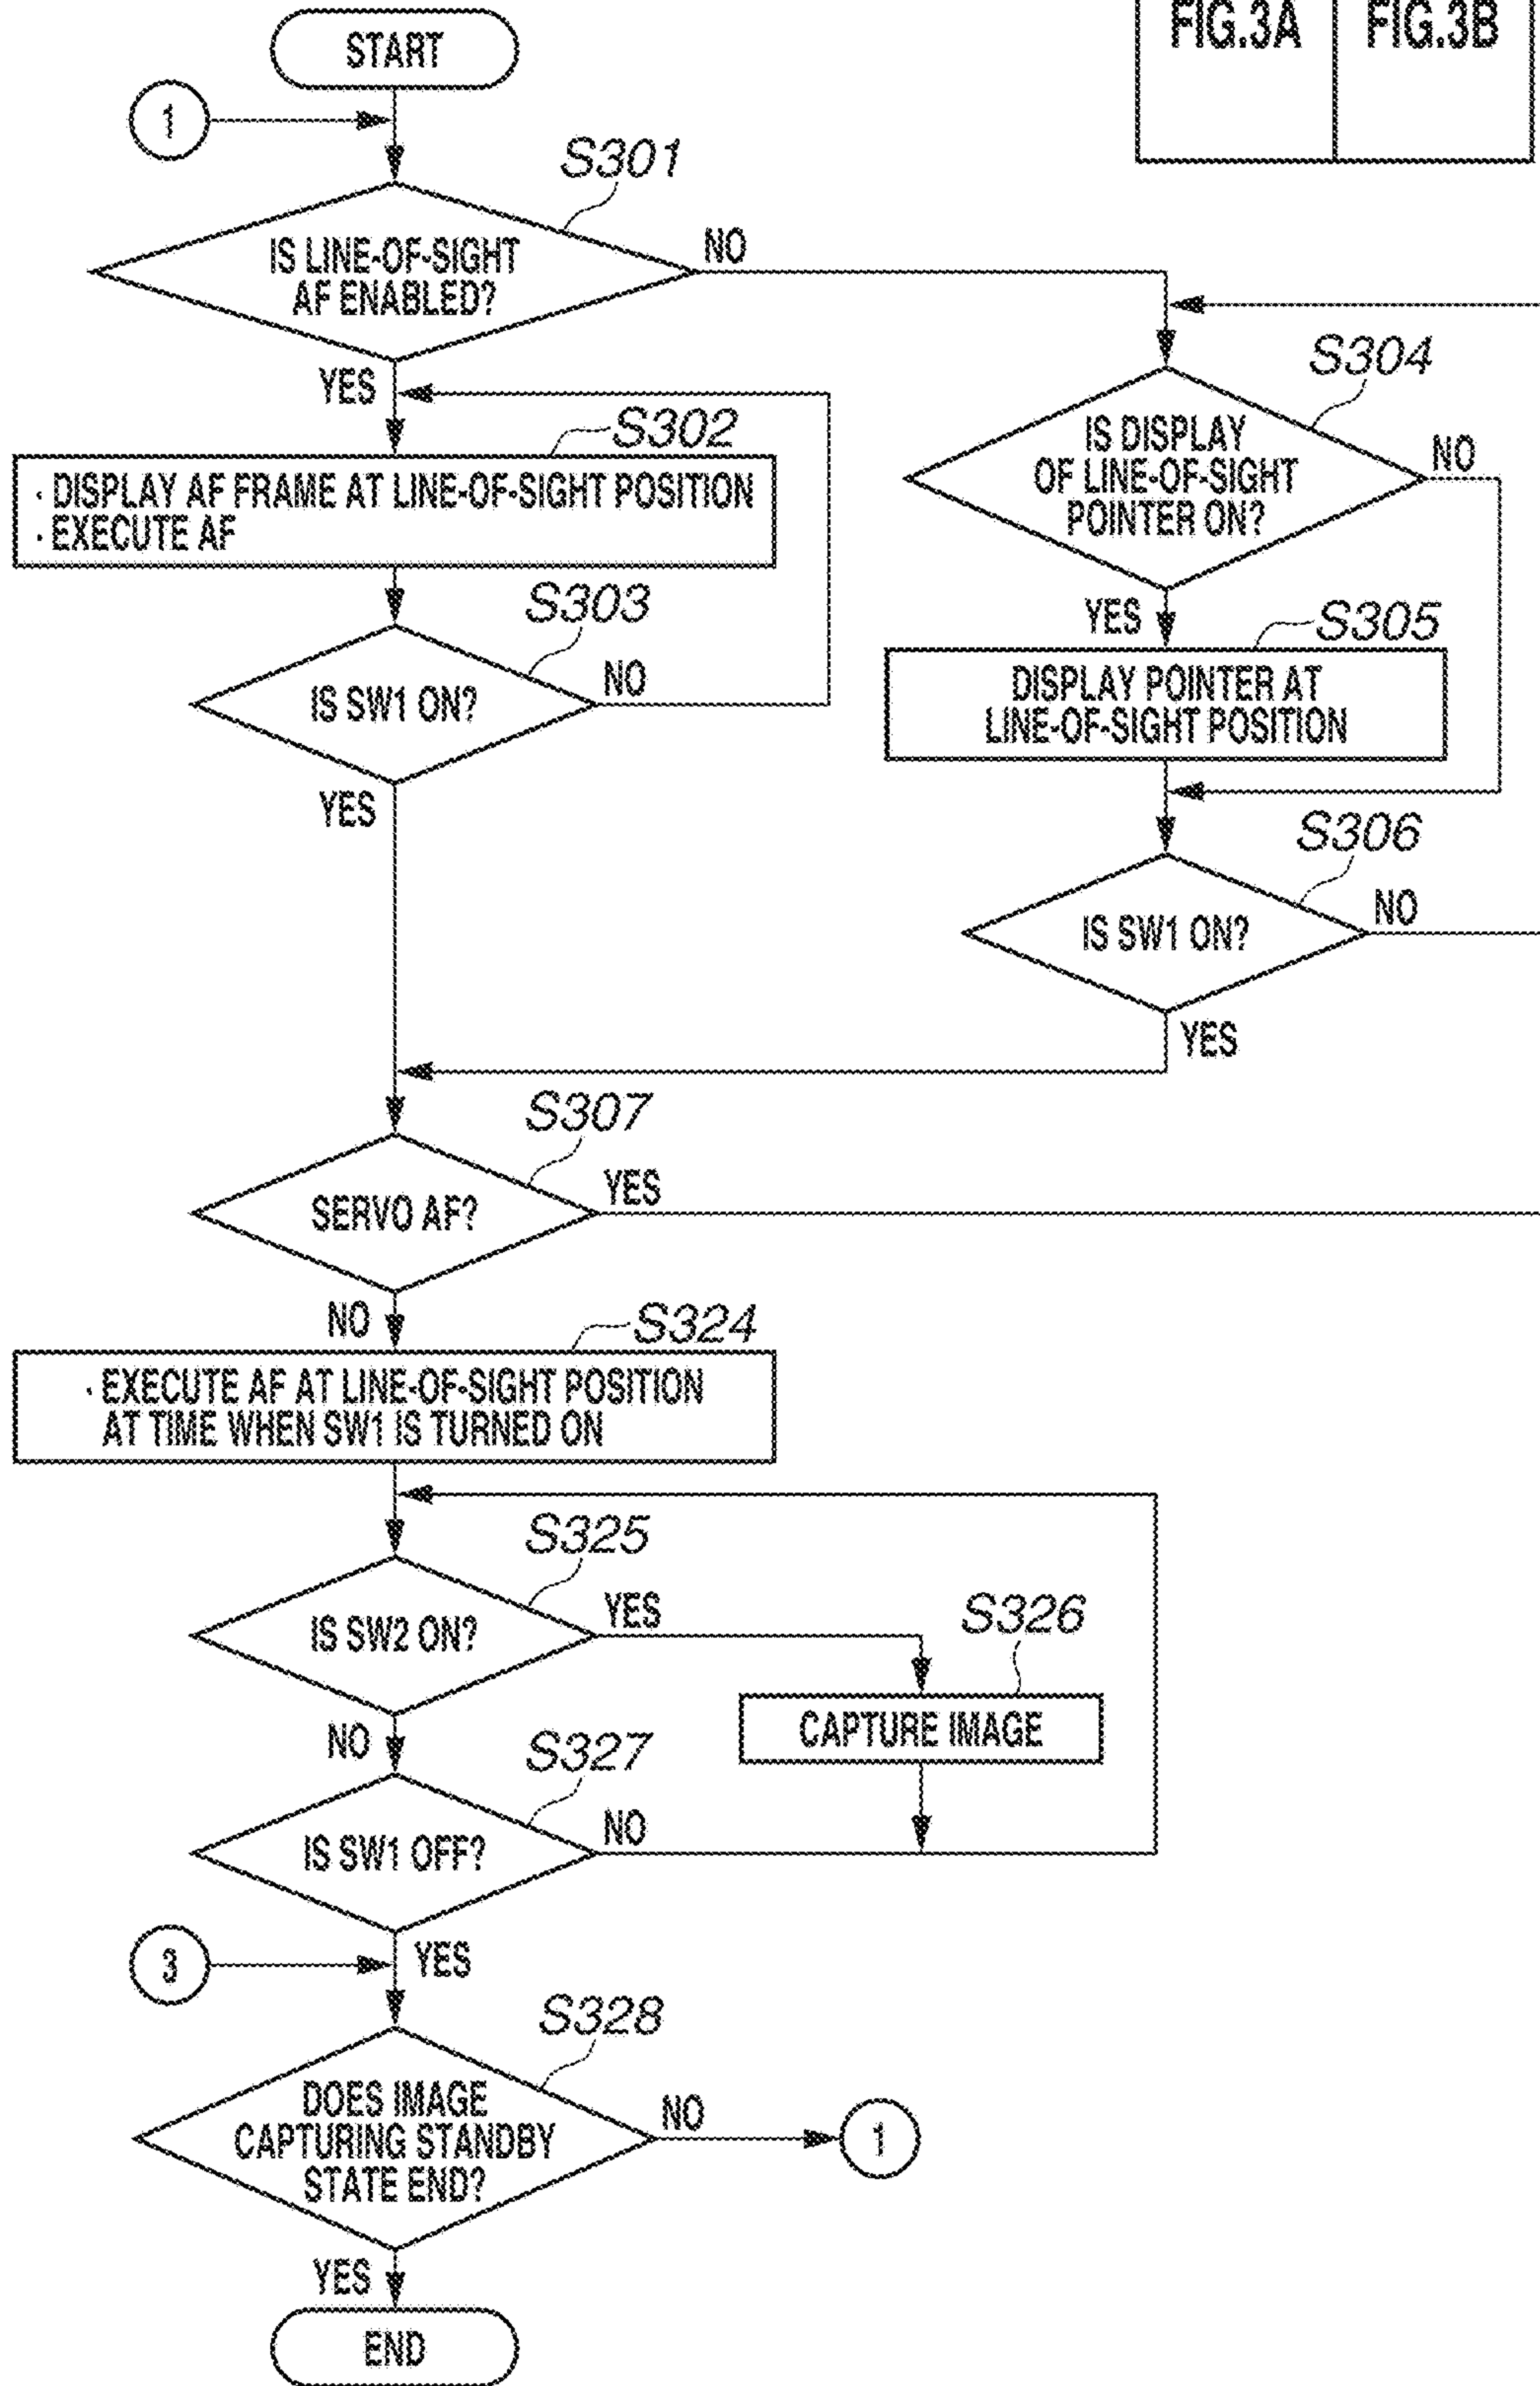 FIG.3A FIG.3B
START
1
S301
IS LINE-OF-SIGHT
AF ENABLED?
NO
YES
S302
· DISPLAY AF FRAME AT LINE-OF-SIGHT POSITION
· EXECUTE AF
S303
IS SW1 ON?
NO
YES
S304
IS DISPLAY
OF LINE-OF-SIGHT
POINTER ON?
NO
YES
S305
DISPLAY POINTER AT
LINE-OF-SIGHT POSITION
S306
IS SW1 ON?
NO
YES
S307
SERVO AF?
YES
NO
S324
· EXECUTE AF AT LINE-OF-SIGHT POSITION
AT TIME WHEN SW1 IS TURNED ON
S325
IS SW2 ON?
YES
S326
CAPTURE IMAGE
NO
S327
IS SW1 OFF?
NO
3
YES
S328
DOES IMAGE
CAPTURING STANDBY
STATE END?
NO
1
YES
END